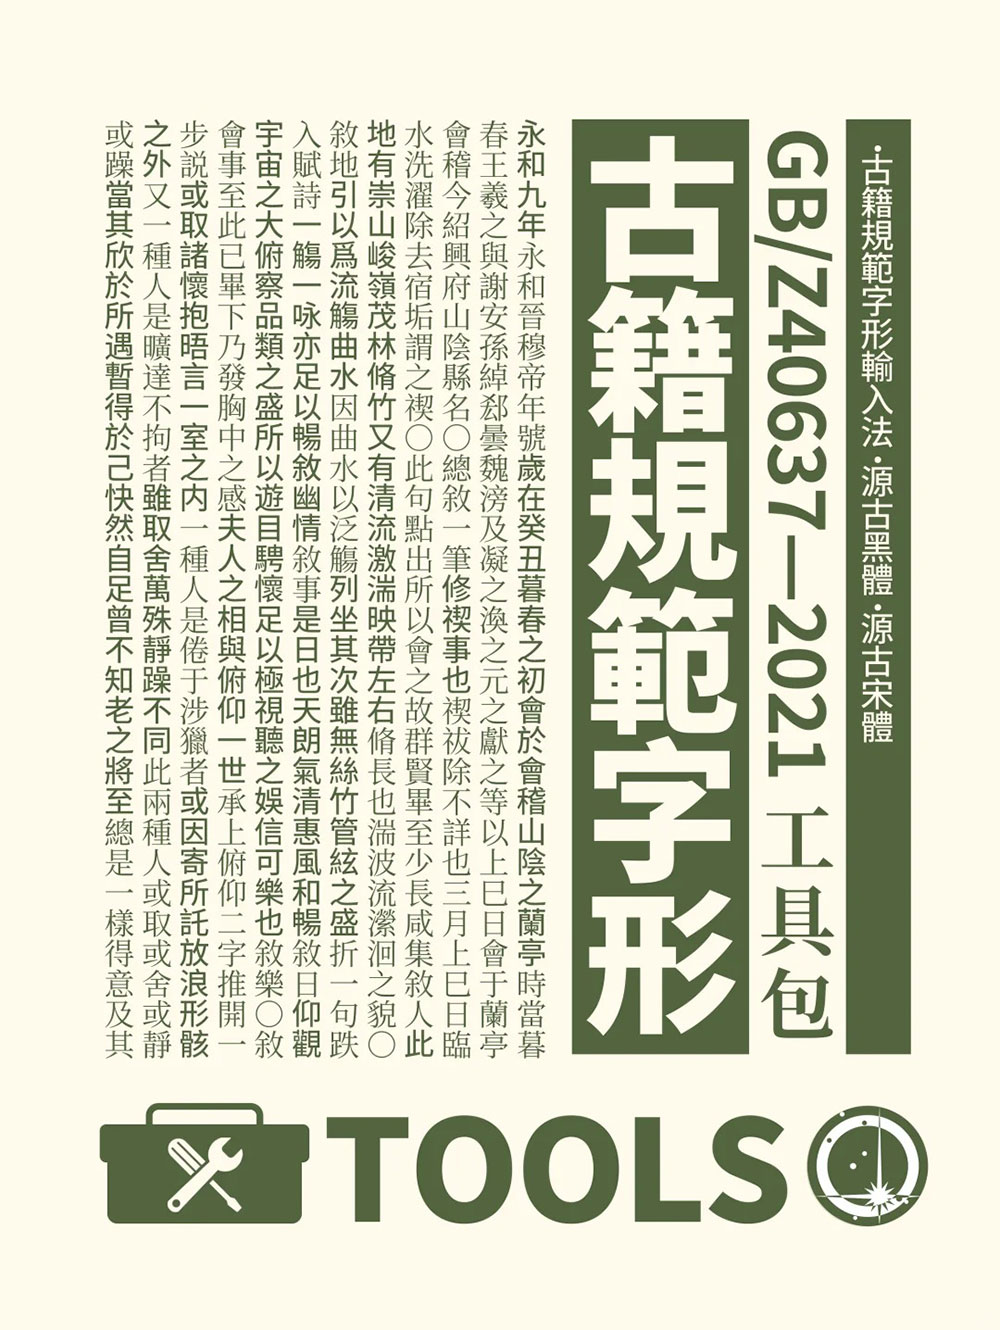 ·古籍規範字形輸入法·源古黑體·源古宋體
GB/Z40637—2021 工具包
古籍規範字形
永和九年永和晉穆帝年號歲在癸丑暮春之初會於會稽山陰之蘭亭時當暮
春王羲之與謝安孫綽郄曇魏滂及凝之渙之元之獻之等以上巳日會于蘭亭
會稽今紹興府山陰縣名〇總敘一筆修禊事也禊祓除不詳也三月上巳日臨
水洗濯除去宿垢謂之禊〇此句點出所以會之故群賢畢至少長咸集敘人此
地有崇山峻嶺茂林脩竹又有清流激湍映帶左右脩長也湍波流瀠洄之貌〇
敘地引以爲流觴曲水因曲水以泛觴列坐其次雖無絲竹管絃之盛折一句跌
入賦詩一觴一咏亦足以暢敘幽情敘事是日也天朗氣清惠風和暢敘日仰觀
宇宙之大俯察品類之盛所以遊目騁懷足以極視聽之娛信可樂也敘樂〇敘
會事至此已畢下乃發胸中之感夫人之相與俯仰一世承上俯仰二字推開一
步説或取諸懷抱晤言一室之内一種人是倦于涉獵者或因寄所託放浪形骸
之外又一種人是曠達不拘者雖取舍萬殊靜躁不同此兩種人或取或舍或靜
或躁當其欣於所遇暫得於己快然自足曾不知老之將至總是一樣得意及其
TOOLS